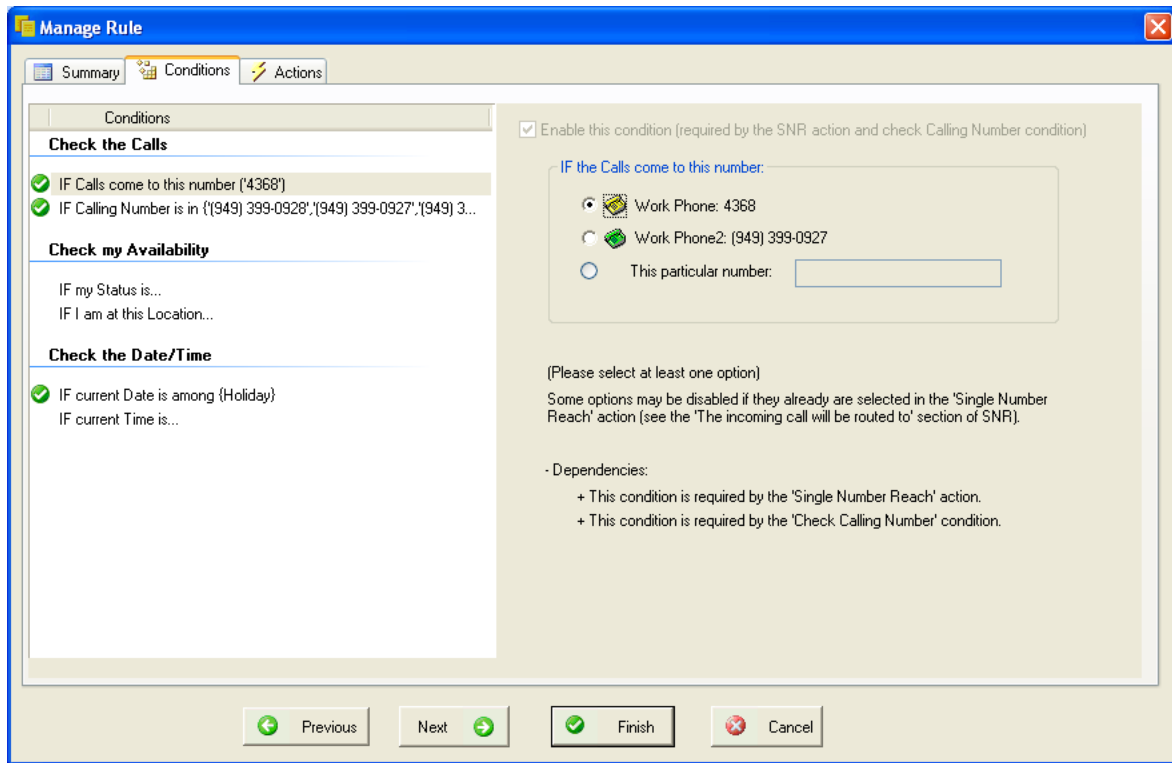 Manage Rule
Summary
Conditions
Actions
Conditions
Check the Calls
IF Calls come to this number ('4368')
IF Calling Number is in {'(949) 399-0928','(949) 399-0927','(949) 3...
Check my Availability
IF my Status is...
IF I am at this Location...
Check the Date/Time
IF current Date is among {Holiday}
IF current Time is...
Enable this condition (required by the SNR action and check Calling Number condition)
IF the Calls come to this number:
Work Phone: 4368
Work Phone2: (949) 399-0927
This particular number:
(Please select at least one option)
Some options may be disabled if they already are selected in the 'Single Number
Reach' action (see the 'The incoming call will be routed to' section of SNR).
- Dependencies:
+ This condition is required by the 'Single Number Reach' action.
+ This condition is required by the 'Check Calling Number' condition.
Previous
Next
Finish
Cancel